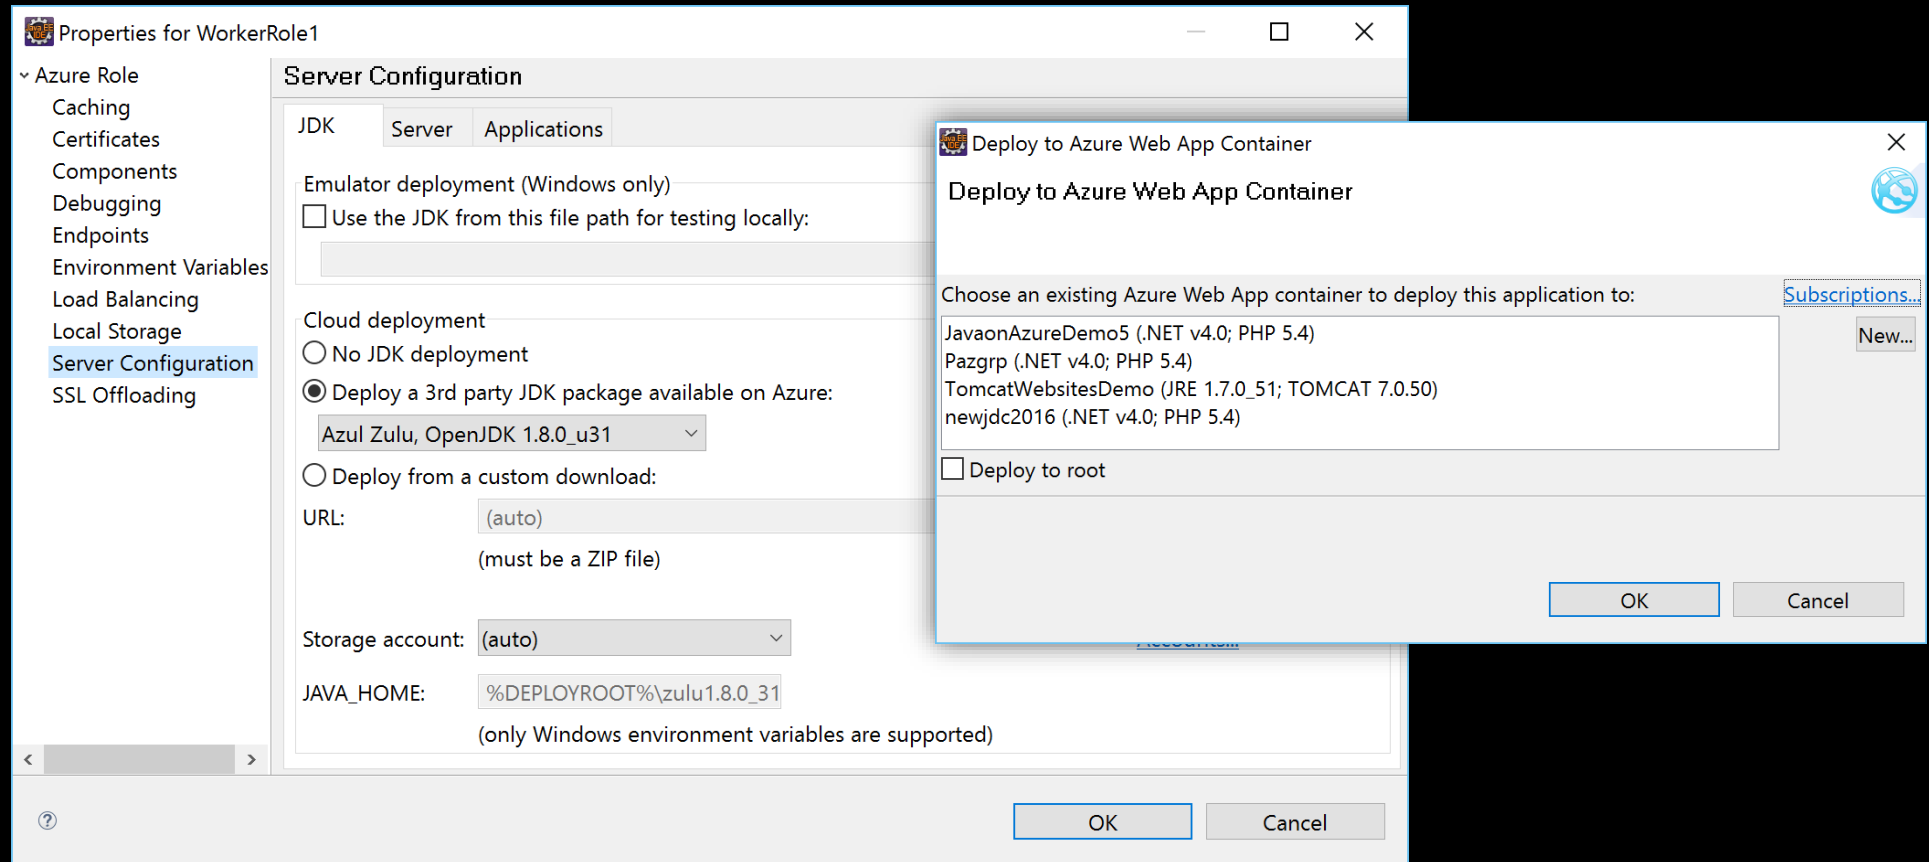 Properties for WorkerRole1
Azure Role
Caching
Certificates
Components
Debugging
Endpoints
Environment Variables
Load Balancing
Local Storage
Server Configuration
SSL Offloading
Server Configuration
JDK
Server
Applications
Emulator deployment (Windows only)
Use the JDK from this file path for testing locally:
Cloud deployment
No JDK deployment
Deploy a 3rd party JDK package available on Azure:
Azul Zulu, OpenJDK 1.8.0_u31
Deploy from a custom download:
URL:
(auto)
(must be a ZIP file)
Storage account:
(auto)
Accounts...
JAVA_HOME:
%DEPLOYROOT%\zulu1.8.0_31
(only Windows environment variables are supported)
OK
Cancel
Deploy to Azure Web App Container
Deploy to Azure Web App Container
Choose an existing Azure Web App container to deploy this application to:
Subscriptions...
JavaonAzureDemo5 (.NET v4.0; PHP 5.4)
Pazgrp (.NET v4.0; PHP 5.4)
TomcatWebsitesDemo (JRE 1.7.0_51; TOMCAT 7.0.50)
newjdc2016 (.NET v4.0; PHP 5.4)
New...
Deploy to root
OK
Cancel